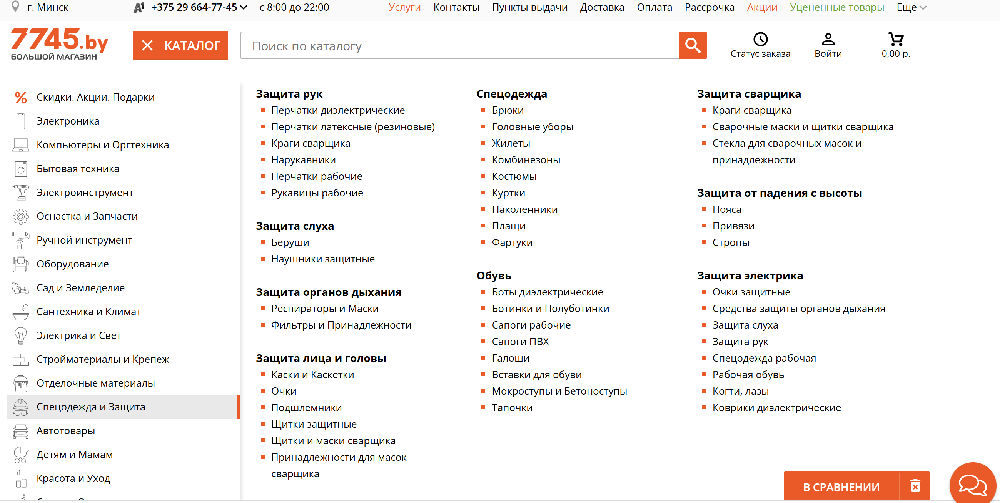 г. Минск
A1 +375 29 664-77-45 с 8:00 до 22:00
Услуги Контакты Пункты выдачи Доставка Оплата Рассрочка Акции Уцененные товары Еще
7745.by
БОЛЬШОЙ МАГАЗИН
КАТАЛОГ
Поиск по каталогу
Статус заказа
Войти
0,00 р.
% Скидки. Акции. Подарки
Электроника
Компьютеры и Оргтехника
Бытовая техника
Электроинструмент
Оснастка и Запчасти
Ручной инструмент
Оборудование
Сад и Земледелие
Сантехника и Климат
Электрика и Свет
Стройматериалы и Крепеж
Отделочные материалы
Спецодежда и Защита
Автотовары
Детям и Мамам
Красота и Уход
Защита рук
Перчатки диэлектрические
Перчатки латексные (резиновые)
Краги сварщика
Нарукавники
Перчатки рабочие
Рукавицы рабочие
Защита слуха
Беруши
Наушники защитные
Защита органов дыхания
Респираторы и Маски
Фильтры и Принадлежности
Защита лица и головы
Каски и Каскетки
Очки
Подшлемники
Щитки защитные
Щитки и маски сварщика
Принадлежности для масок
сварщика
Спецодежда
Брюки
Головные уборы
Жилеты
Комбинезоны
Костюмы
Куртки
Наколенники
Плащи
Фартуки
Обувь
Боты диэлектрические
Ботинки и Полуботинки
Сапоги рабочие
Сапоги ПВХ
Галоши
Вставки для обуви
Мокроступы и Бетоноступы
Тапочки
Защита сварщика
Краги сварщика
Сварочные маски и щитки сварщика
Стекла для сварочных масок и
принадлежности
Защита от падения с высоты
Пояса
Привязи
Стропы
Защита электрика
Очки защитные
Средства защиты органов дыхания
Защита слуха
Защита рук
Спецодежда рабочая
Рабочая обувь
Когти, лазы
Коврики диэлектрические
В СРАВНЕНИИ